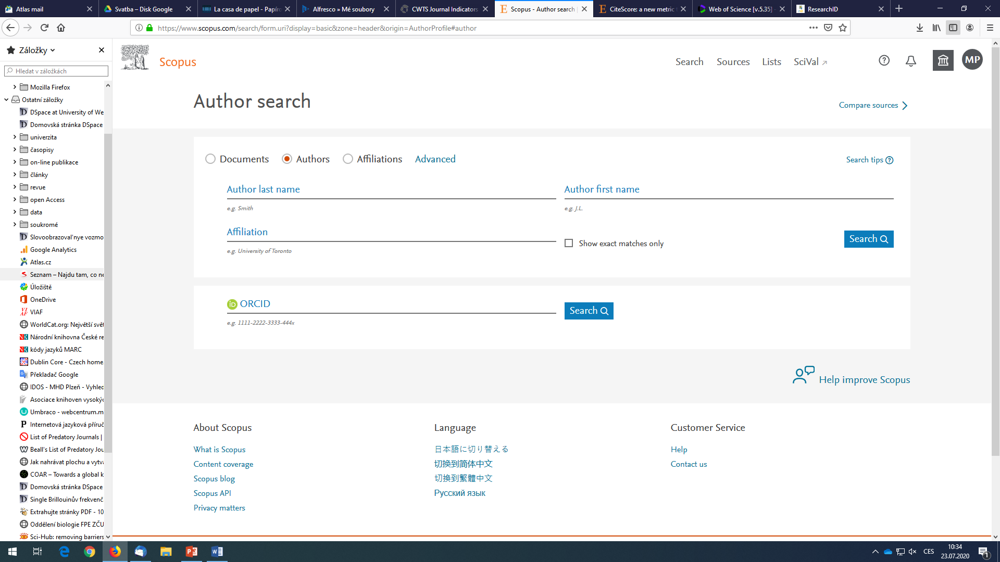 Atlas mail
Svatba – Disk Google
La casa de papel - Papíro
Alfresco » Mé soubory
CWTS Journal Indicators
Scopus - Author search |
CiteScore: a new metric f
Web of Science [v.5.35] -
ResearchID
https://www.scopus.com/search/form.uri?display=basic&zone=header&origin=AuthorProfile#author
Záložky
Hledat v záložkách
Mozilla Firefox
Ostatní záložky
DSpace at University of We
Domovská stránka DSpace
univerzita
časopisy
on-line publikace
články
revue
open Access
data
soukromé
Slovoobrazoval'nye vozmo
Google Analytics
Atlas.cz
Seznam – Najdu tam, co ne
Úložiště
OneDrive
VIAF
WorldCat.org: Největší svět
Národní knihovna České re
kódy jazyků MARC
Dublin Core - Czech home
Překladač Google
IDOS - MHD Plzeň - Vyhled
Asociace knihoven vysokýc
Umbraco - webcentrum.m
Internetová jazyková příruč
List of Predatory Journals |
Beall's List of Predatory Jou
Jak nahrávat plochu a vytvá
COAR – Towards a global k
Domovská stránka DSpace
Single Brillouinův frekvenč
Extrahujte stránky PDF - 10
Oddělení biologie FPE ZČU
Sci-Hub: removing barriers
Scopus
Search
Sources
Lists
SciVal
MP
Author search
Compare sources
Documents
Authors
Affiliations
Advanced
Search tips
Author last name
Author first name
e.g. Smith
e.g. J.L.
Affiliation
Show exact matches only
Search
e.g. University of Toronto
iD ORCID
Search
e.g. 1111-2222-3333-444x
Help improve Scopus
About Scopus
What is Scopus
Content coverage
Scopus blog
Scopus API
Privacy matters
Language
日本語に切り替える
切换到简体中文
切換到繁體中文
Русский язык
Customer Service
Help
Contact us
CES
10:34
23.07.2020
1